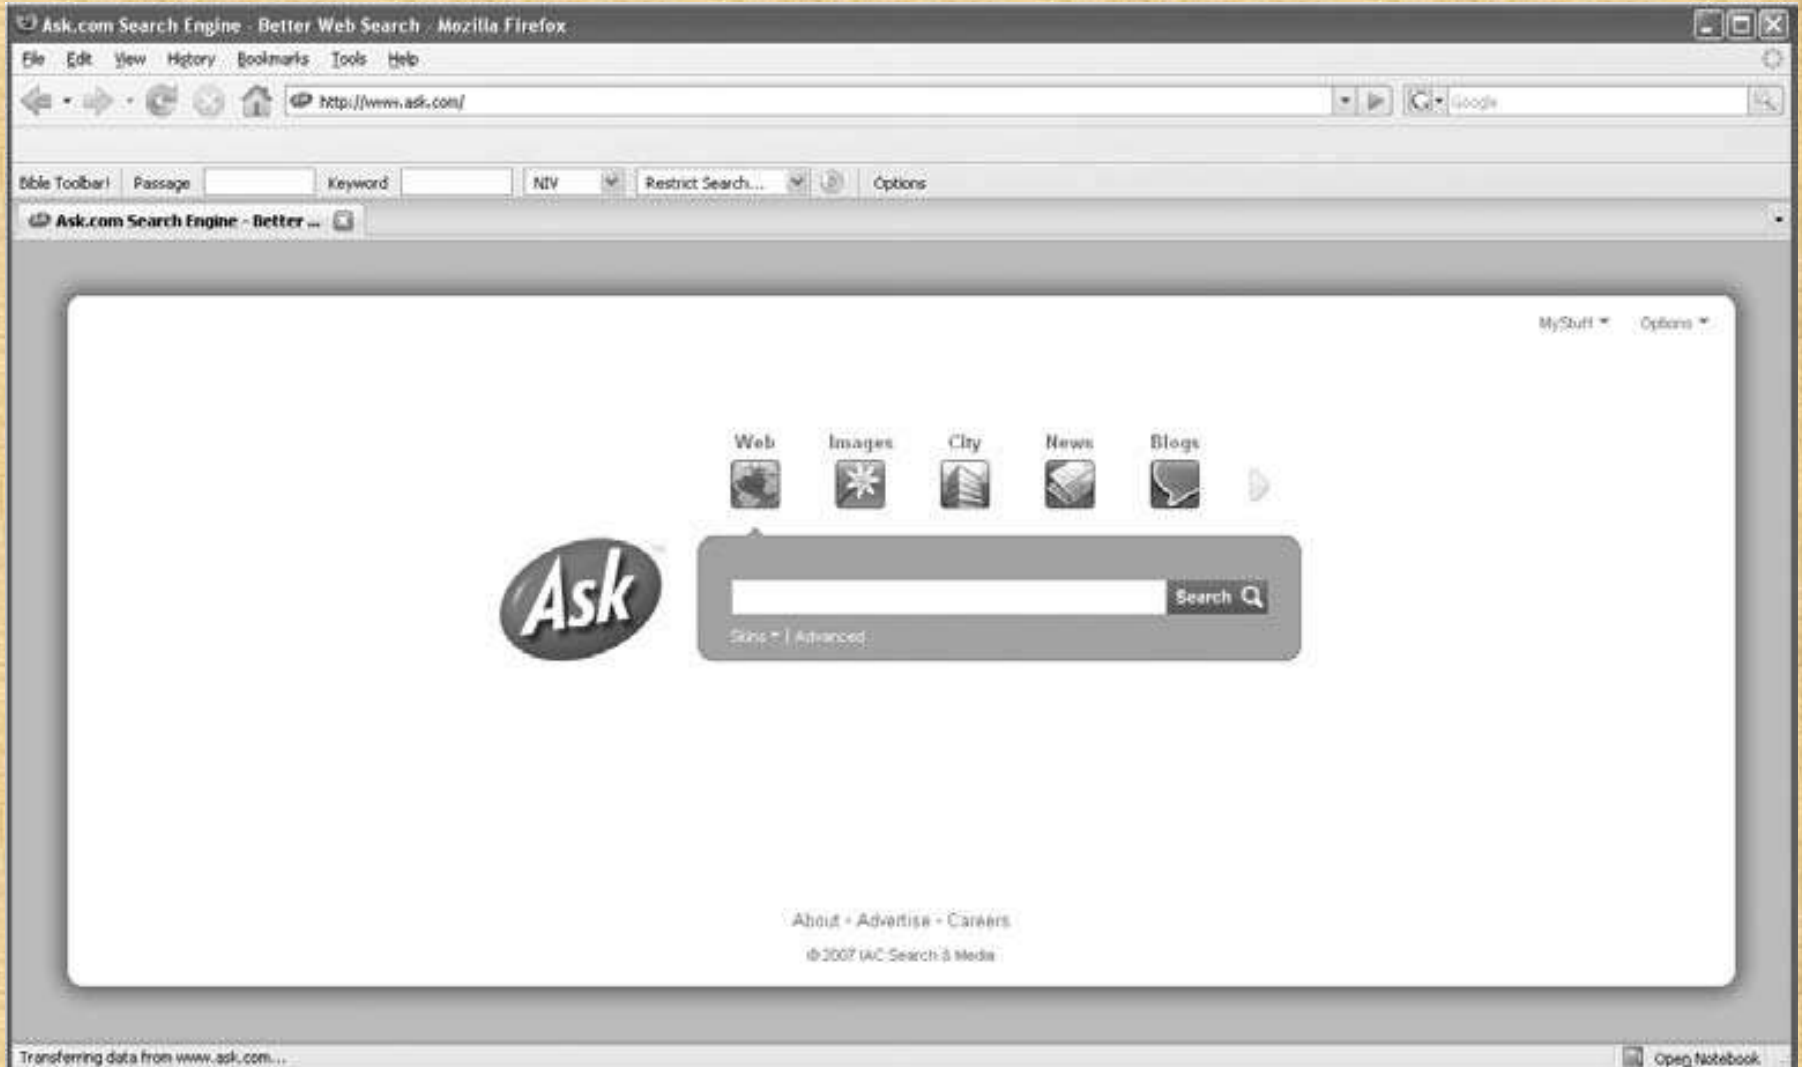 Ask.com Search Engine - Better Web Search - Mozilla Firefox
File Edit View History Bookmarks Tools Help
http://www.ask.com/ Google
Bible Toolbar! Passage Keyword NIV Restrict Search... Options
Ask.com Search Engine - Better ...
MyStuff Options
Web Images City News Blogs
Ask
Search
Skins | Advanced
About - Advertise - Careers
© 2007 IAC Search & Media
Transferring data from www.ask.com... Open Notebook